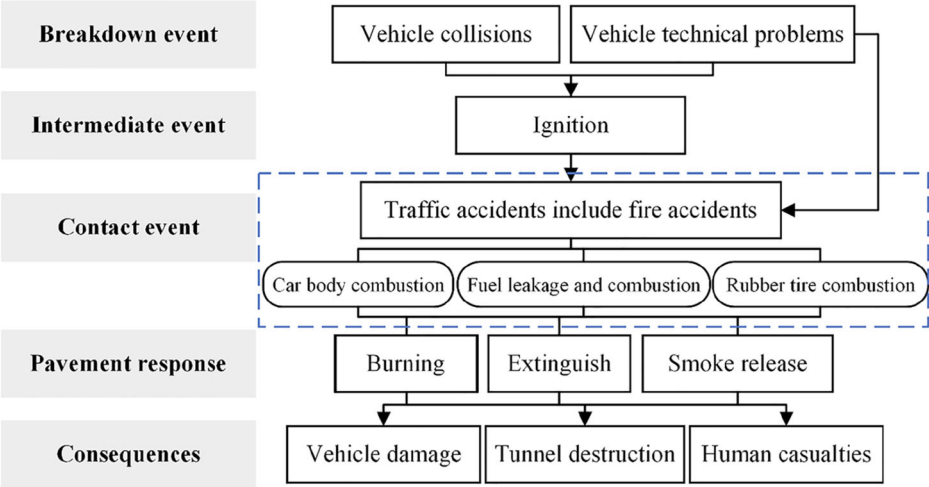 Breakdown event
Vehicle collisions
Vehicle technical problems
Intermediate event
Ignition
Contact event
Traffic accidents include fire accidents
Car body combustion
Fuel leakage and combustion
Rubber tire combustion
Pavement response
Burning
Extinguish
Smoke release
Consequences
Vehicle damage
Tunnel destruction
Human casualties